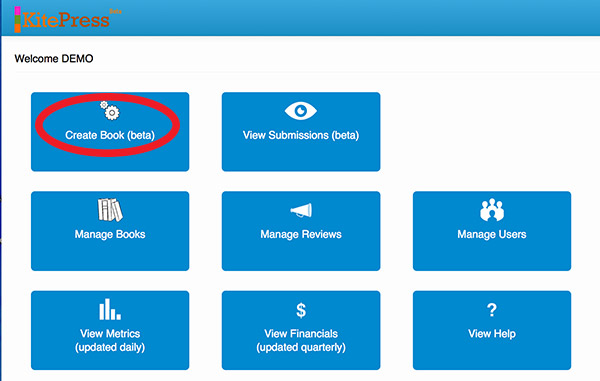 KitePress Beta
Welcome DEMO
Create Book (beta)
View Submissions (beta)
Manage Books
Manage Reviews
Manage Users
View Metrics
(updated daily)
$
View Financials
(updated quarterly)
?
View Help